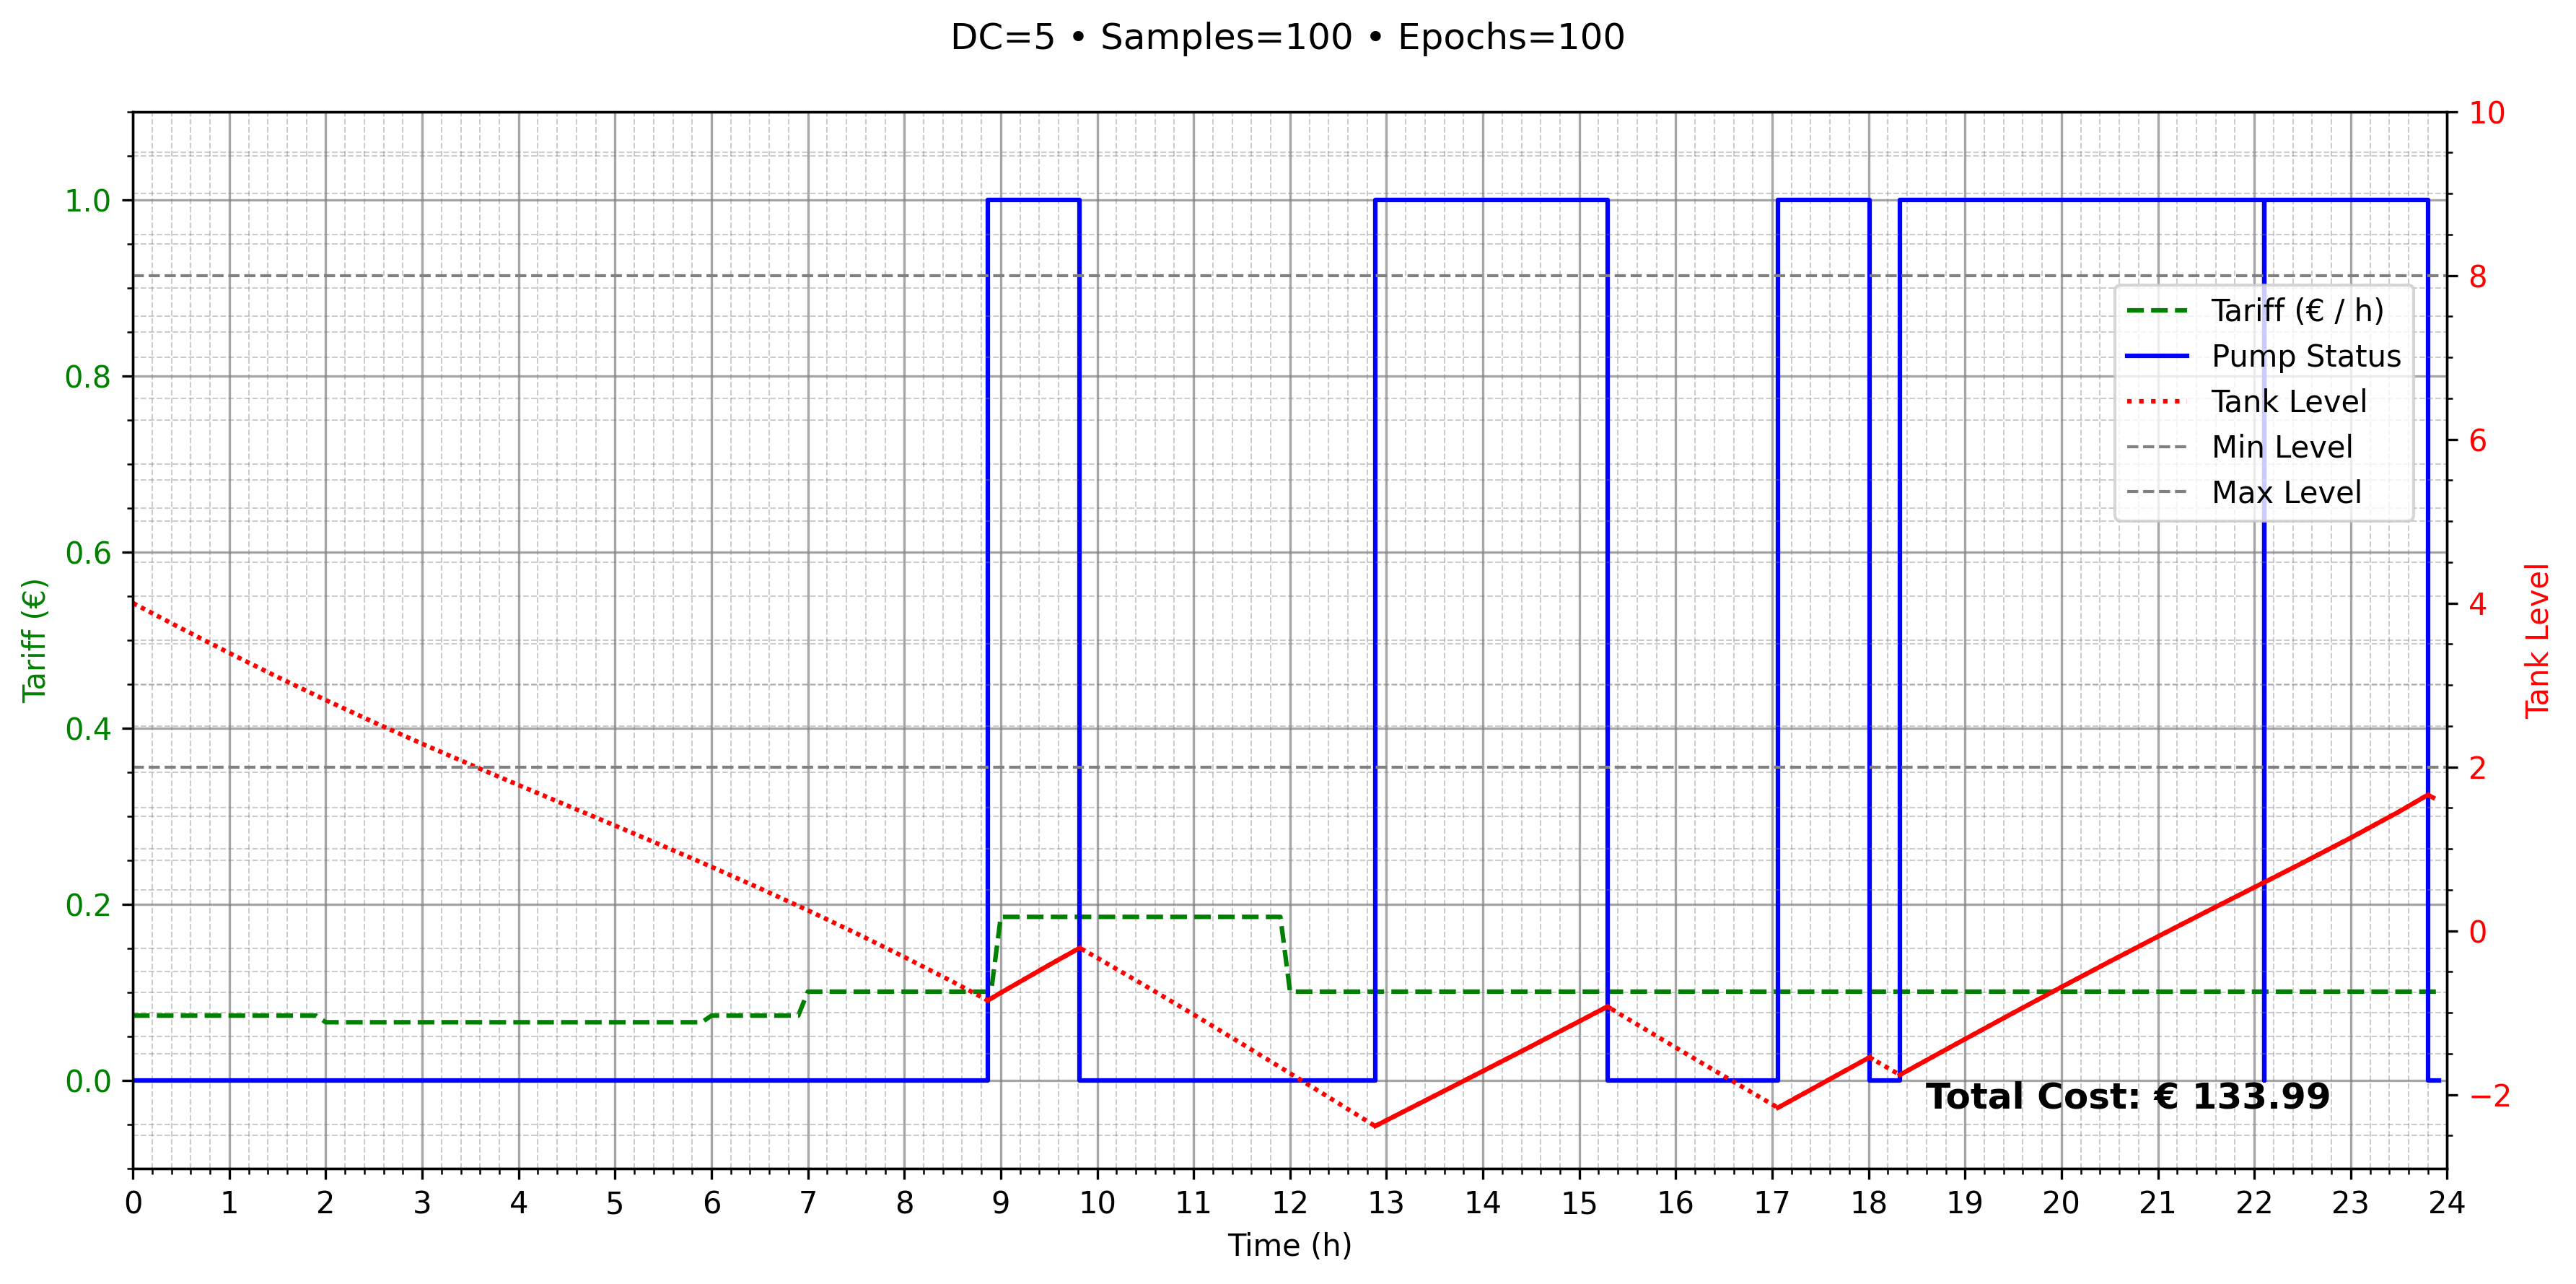 DC=5 • Samples=100 • Epochs=100
Tariff (€)
1.0
0.8
0.6
0.4
0.2
0.0
10
8
6
4
2
0
−2
Tank Level
Tariff (€ / h)
Pump Status
Tank Level
Min Level
Max Level
Total Cost: € 133.99
0 1 2 3 4 5 6 7 8 9 10 11 12 13 14 15 16 17 18 19 20 21 22 23 24
Time (h)